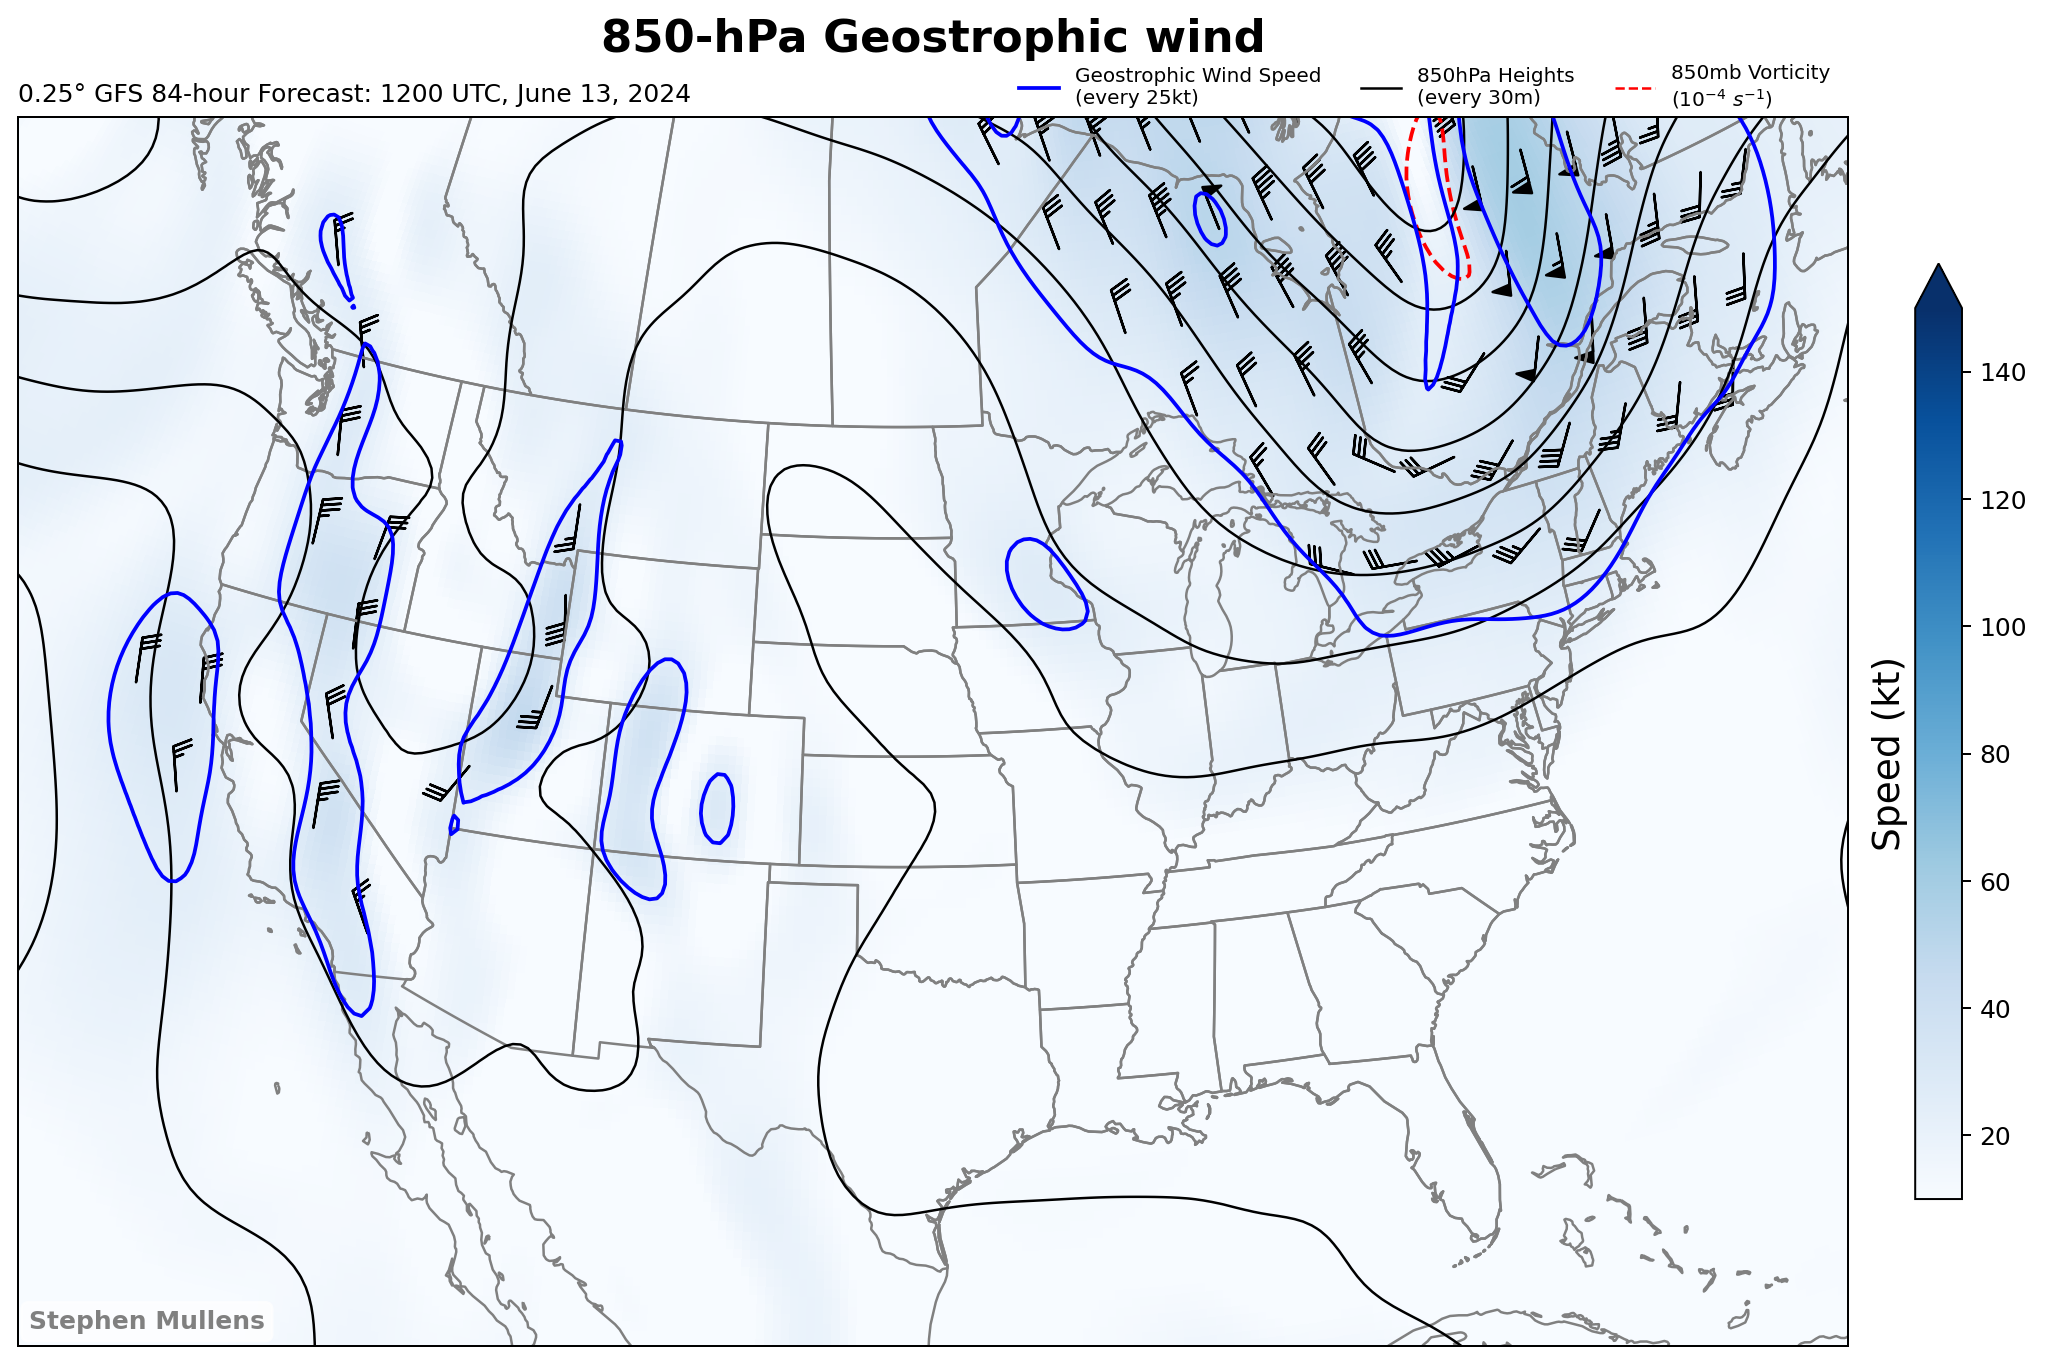 850-hPa Geostrophic wind
0.25° GFS 84-hour Forecast: 1200 UTC, June 13, 2024
Geostrophic Wind Speed
(every 25kt)
850hPa Heights
(every 30m)
850mb Vorticity
(10⁻⁴ s⁻¹)
140
120
100
80
60
40
20
Speed (kt)
Stephen Mullens